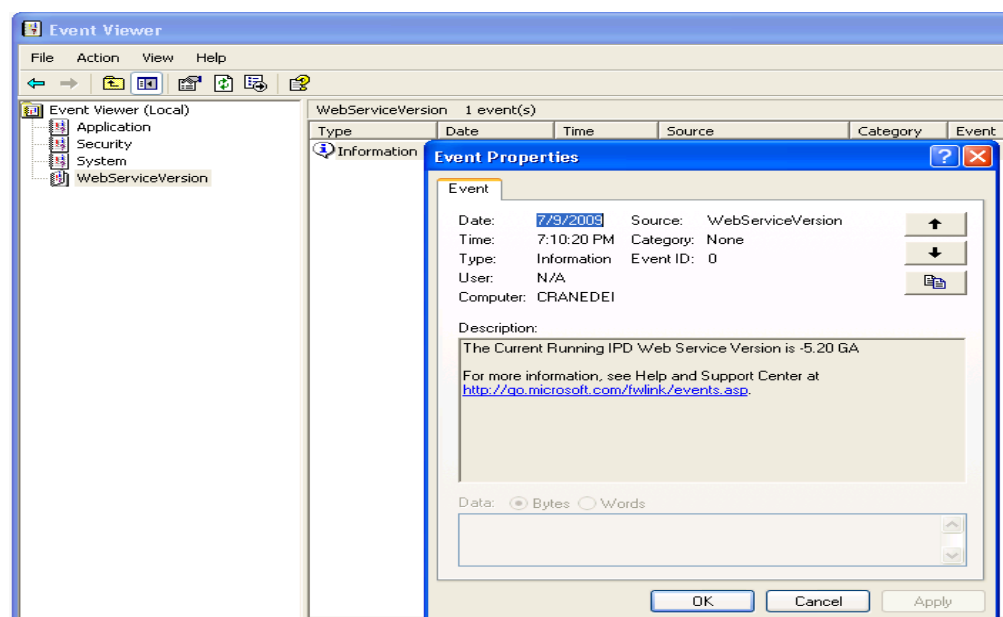 Event Viewer
File Action View Help
Event Viewer (Local)
Application
Security
System
WebServiceVersion
WebServiceVersion 1 event(s)
Type Date Time Source Category Event
Information
Event Properties
Event
Date: 7/9/2009 Source: WebServiceVersion
Time: 7:10:20 PM Category: None
Type: Information Event ID: 0
User: N/A
Computer: CRANEDEI
Description:
The Current Running IPD Web Service Version is -5.20 GA
For more information, see Help and Support Center at
http://go.microsoft.com/fwlink/events.asp.
Data: Bytes Words
OK Cancel Apply